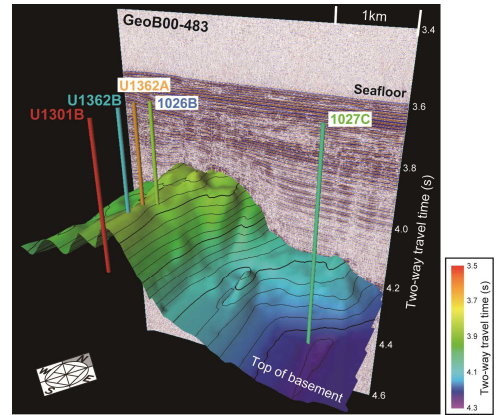 GeoB00-483
1km
3.4
Seafloor
U1362A
U1362B
1026B
U1301B
1027C
3.6
3.8
4.0
4.2
4.4
4.6
Two-way travel time (s)
Top of basement
3.5
3.7
3.9
4.1
4.3
Two-way travel time (s)